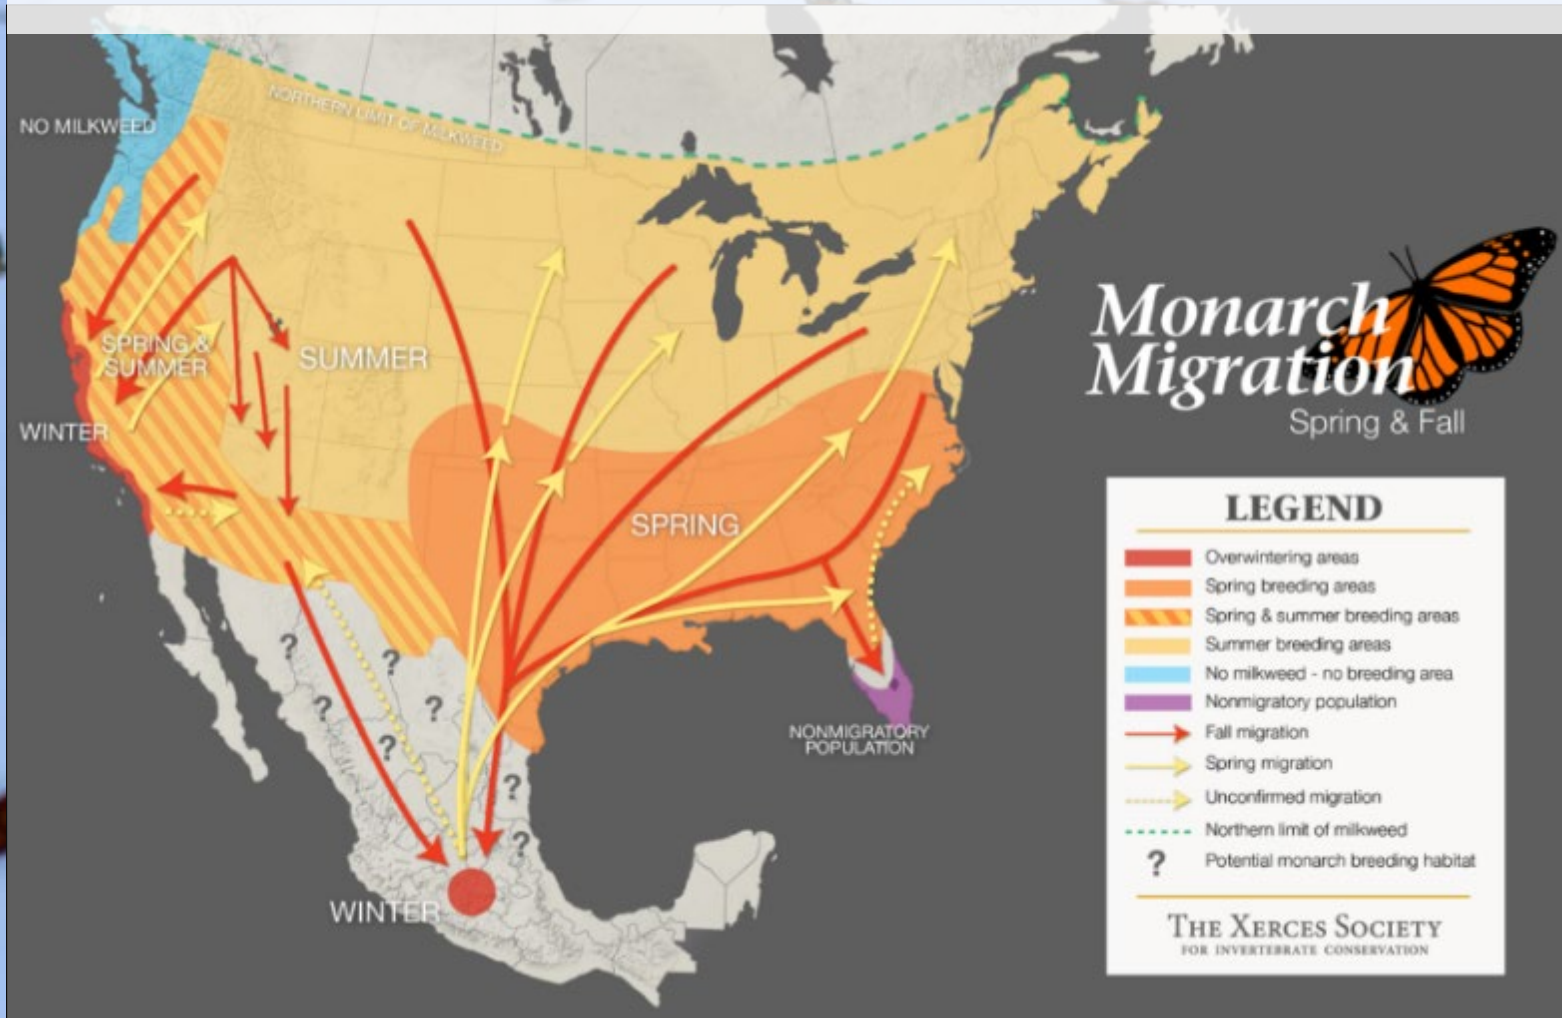 NORTHERN LIMIT OF MILKWEED
NO MILKWEED
SPRING &
SUMMER
SUMMER
WINTER
SPRING
?
?
?
?
?
?
?
WINTER
NONMIGRATORY
POPULATION
Monarch
Migration
Spring & Fall
LEGEND
Overwintering areas
Spring breeding areas
Spring & summer breeding areas
Summer breeding areas
No milkweed - no breeding area
Nonmigratory population
Fall migration
Spring migration
Unconfirmed migration
Northern limit of milkweed
? Potential monarch breeding habitat
THE XERCES SOCIETY
FOR INVERTEBRATE CONSERVATION